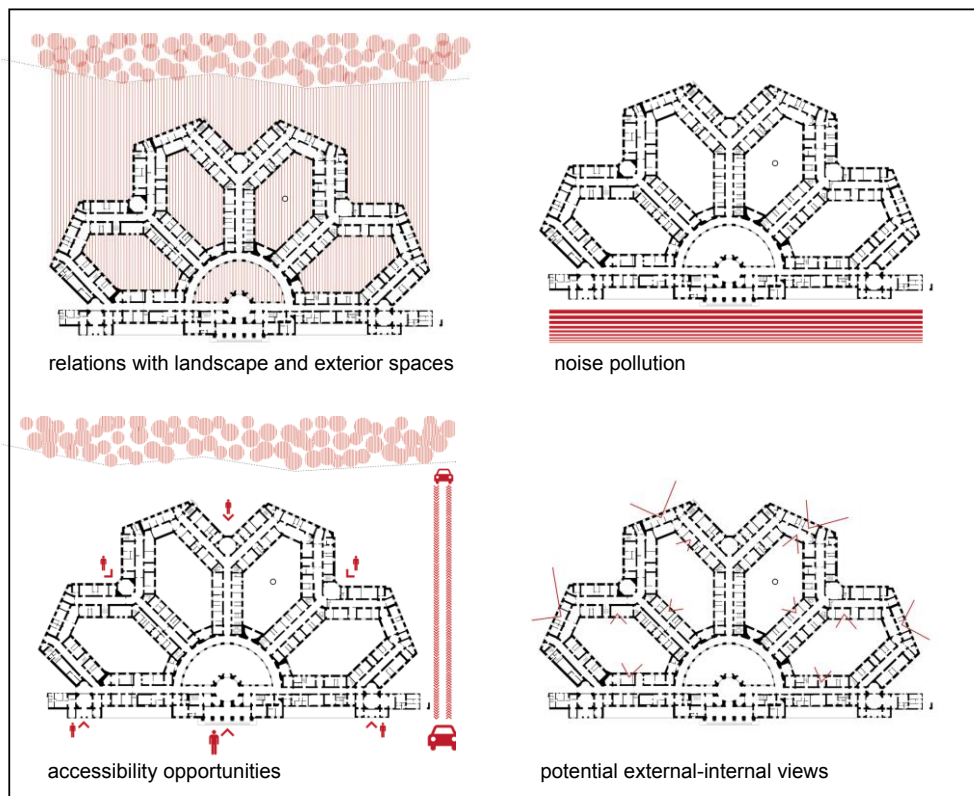 relations with landscape and exterior spaces
noise pollution
accessibility opportunities
potential external-internal views